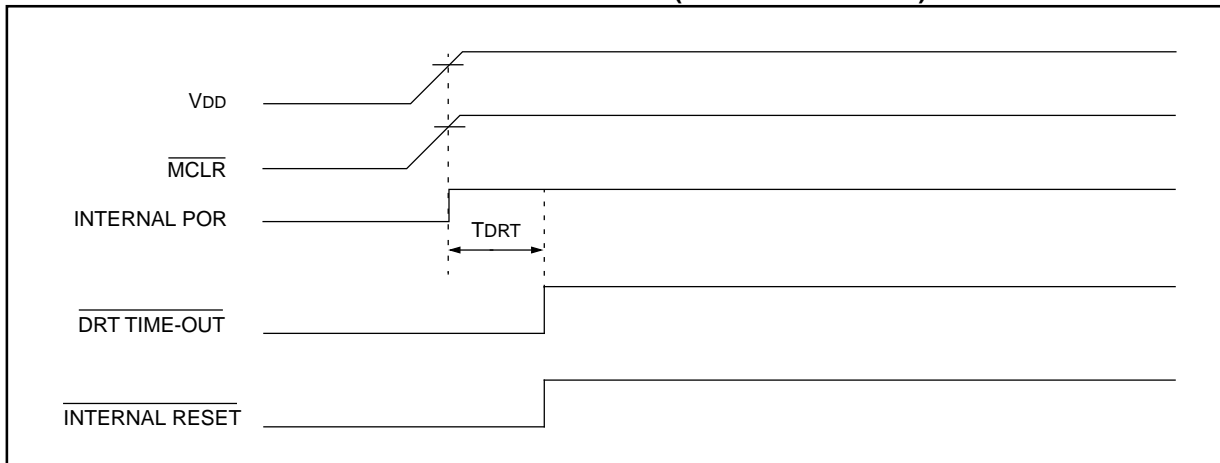 VDD
MCLR
INTERNAL POR
TDRT
DRT TIME-OUT
INTERNAL RESET